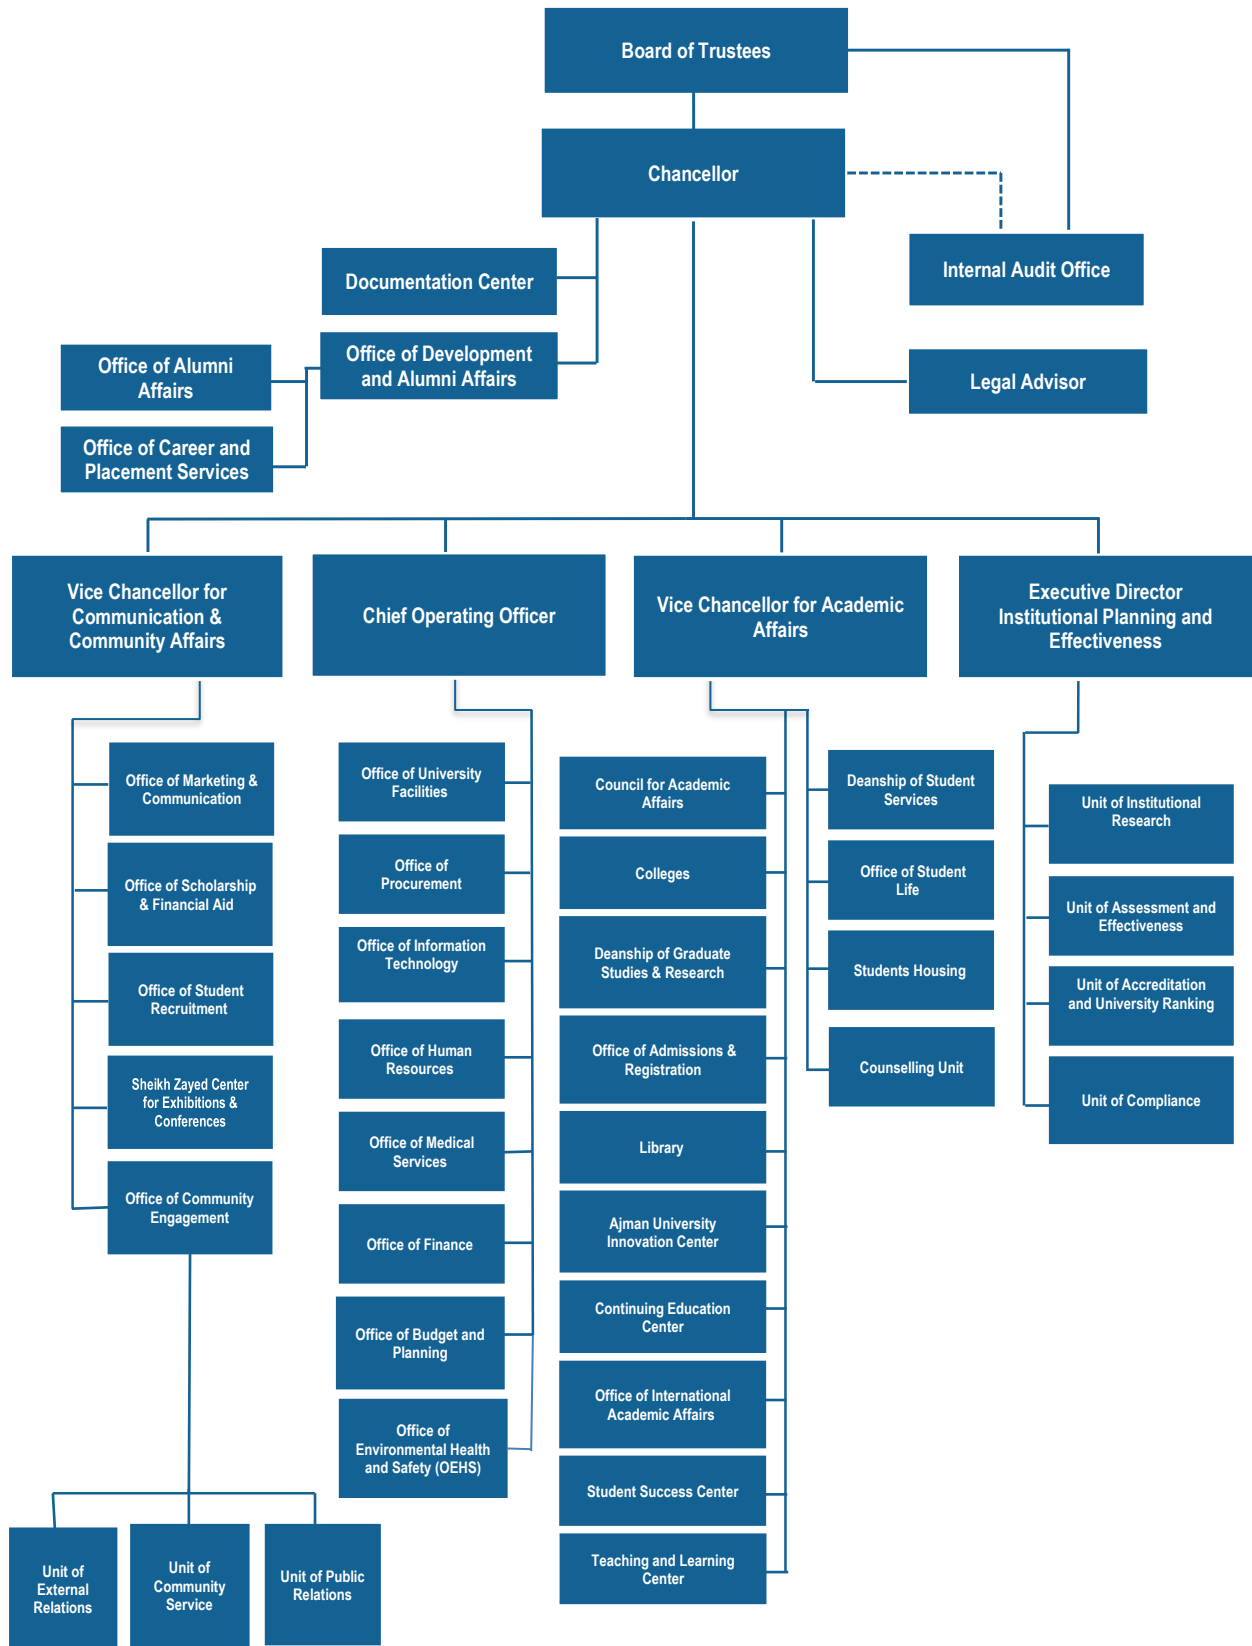 Board of Trustees
Chancellor
Internal Audit Office
Documentation Center
Office of Development
and Alumni Affairs
Legal Advisor
Office of Alumni
Affairs
Office of Career and
Placement Services
Vice Chancellor for
Communication &
Community Affairs
Chief Operating Officer
Vice Chancellor for Academic
Affairs
Executive Director
Institutional Planning and
Effectiveness
Office of Marketing &
Communication
Office of Scholarship
& Financial Aid
Office of Student
Recruitment
Sheikh Zayed Center
for Exhibitions &
Conferences
Office of Community
Engagement
Unit of
External
Relations
Unit of
Community
Service
Unit of Public
Relations
Office of University
Facilities
Office of
Procurement
Office of Information
Technology
Office of Human
Resources
Office of Medical
Services
Office of Finance
Office of Budget and
Planning
Office of
Environmental Health
and Safety (OEHS)
Council for Academic
Affairs
Colleges
Deanship of Graduate
Studies & Research
Office of Admissions &
Registration
Library
Ajman University
Innovation Center
Continuing Education
Center
Office of International
Academic Affairs
Student Success Center
Teaching and Learning
Center
Deanship of Student
Services
Office of Student
Life
Students Housing
Counselling Unit
Unit of Institutional
Research
Unit of Assessment and
Effectiveness
Unit of Accreditation
and University Ranking
Unit of Compliance